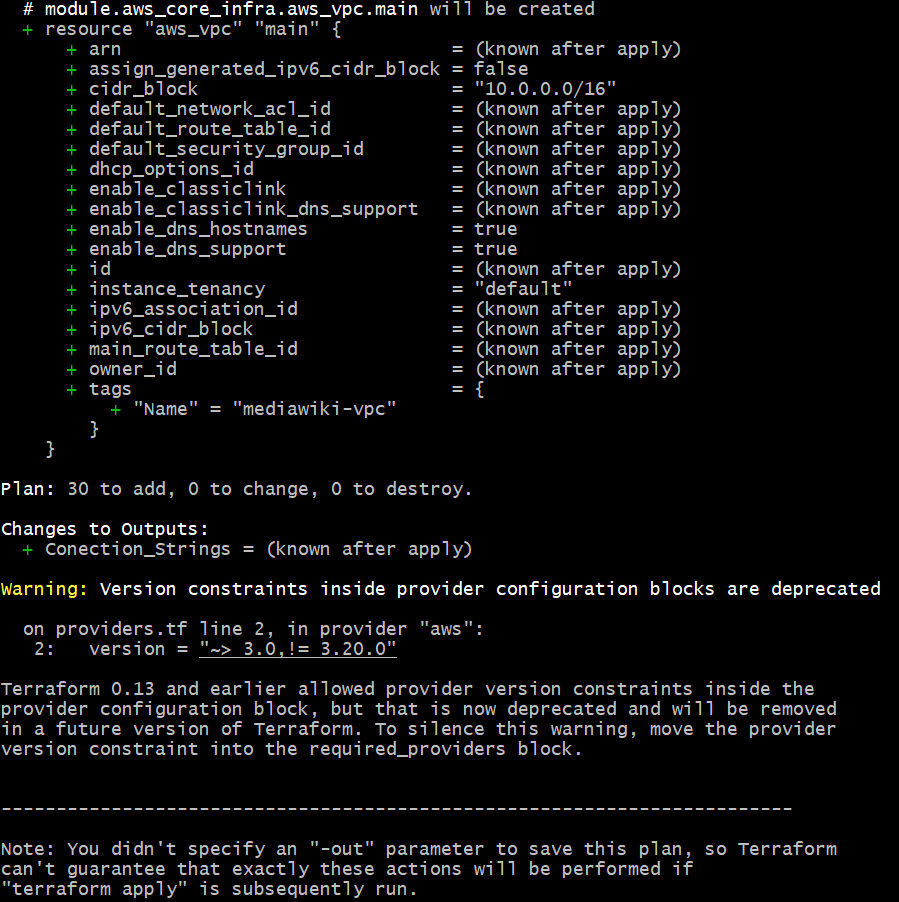 # module.aws_core_infra.aws_vpc.main will be created
+ resource "aws_vpc" "main" {
+ arn = (known after apply)
+ assign_generated_ipv6_cidr_block = false
+ cidr_block = "10.0.0.0/16"
+ default_network_acl_id = (known after apply)
+ default_route_table_id = (known after apply)
+ default_security_group_id = (known after apply)
+ dhcp_options_id = (known after apply)
+ enable_classiclink = (known after apply)
+ enable_classiclink_dns_support = (known after apply)
+ enable_dns_hostnames = true
+ enable_dns_support = true
+ id = (known after apply)
+ instance_tenancy = "default"
+ ipv6_association_id = (known after apply)
+ ipv6_cidr_block = (known after apply)
+ main_route_table_id = (known after apply)
+ owner_id = (known after apply)
+ tags = {
+ "Name" = "mediawiki-vpc"
}
}
Plan: 30 to add, 0 to change, 0 to destroy.
Changes to Outputs:
+ Conection_Strings = (known after apply)
Warning: Version constraints inside provider configuration blocks are deprecated
on providers.tf line 2, in provider "aws":
2: version = "~> 3.0,!= 3.20.0"
Terraform 0.13 and earlier allowed provider version constraints inside the
provider configuration block, but that is now deprecated and will be removed
in a future version of Terraform. To silence this warning, move the provider
version constraint into the required_providers block.
------------------------------------------------------------------------
Note: You didn't specify an "-out" parameter to save this plan, so Terraform
can't guarantee that exactly these actions will be performed if
"terraform apply" is subsequently run.